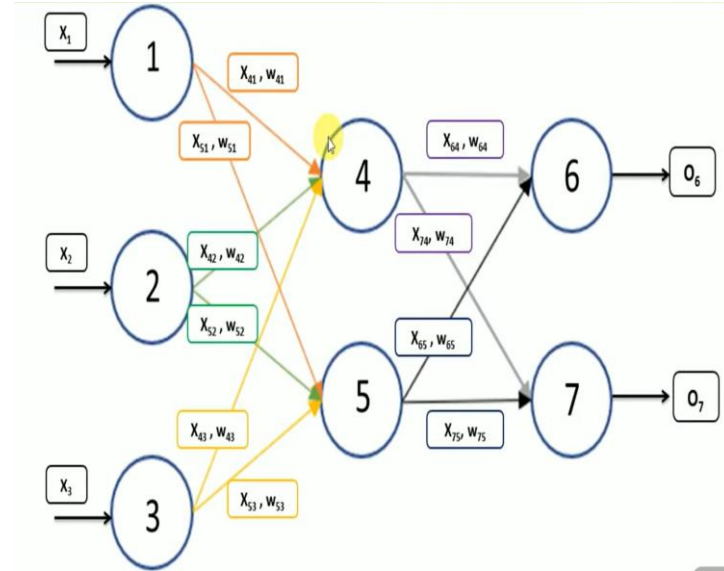 X₁
1
X₄₁ , w₄₁
X₅₁ , w₅₁
4
X₆₄ , w₆₄
6
O₆
X₂
2
X₄₂ , w₄₂
X₅₂ , w₅₂
X₇₄, w₇₄
X₆₅ , w₆₅
5
7
O₇
X₇₅, w₇₅
X₄₃ , w₄₃
X₃
3
X₅₃ , w₅₃